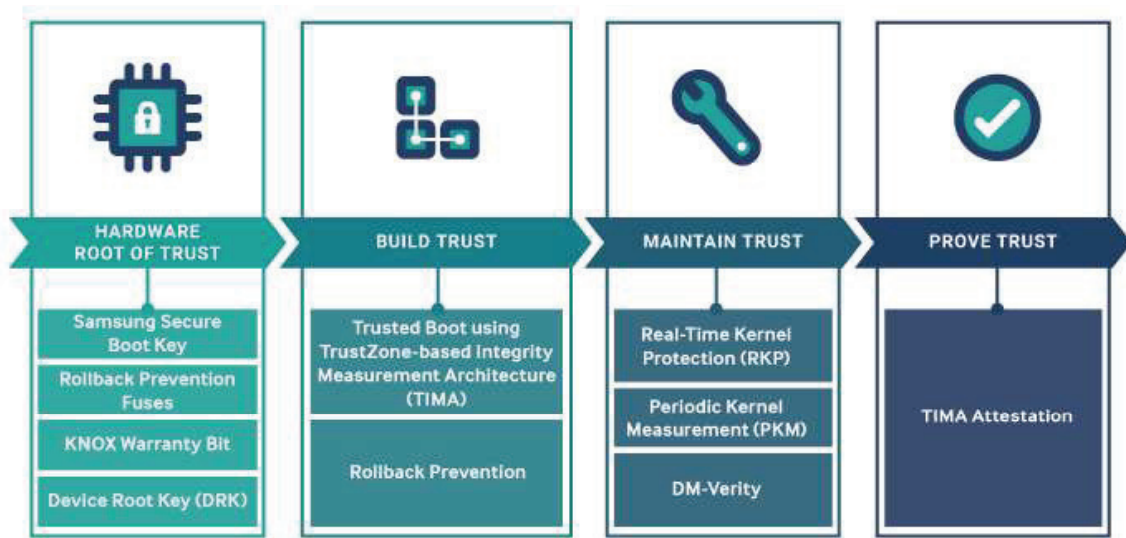 HARDWARE
ROOT OF TRUST
Samsung Secure
Boot Key
Rollback Prevention
Fuses
KNOX Warranty Bit
Device Root Key (DRK)
BUILD TRUST
Trusted Boot using
TrustZone-based Integrity
Measurement Architecture
(TIMA)
Rollback Prevention
MAINTAIN TRUST
Real-Time Kernel
Protection (RKP)
Periodic Kernel
Measurement (PKM)
DM-Verity
PROVE TRUST
TIMA Attestation